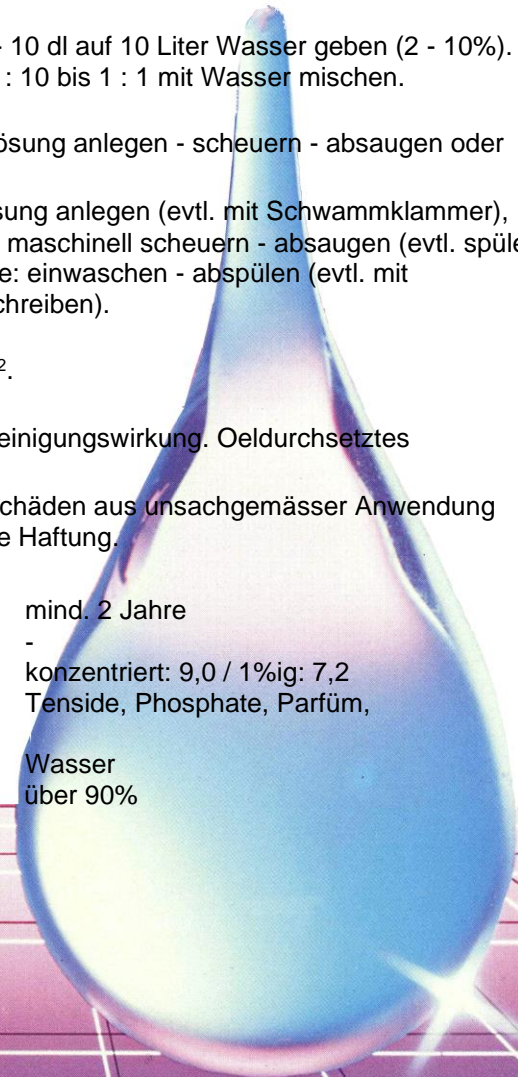 - 10 dl auf 10 Liter Wasser geben (2 - 10%).
: 10 bis 1 : 1 mit Wasser mischen.
ösung anlegen - scheuern - absaugen oder
sung anlegen (evtl. mit Schwammklammer),
maschinell scheuern - absaugen (evtl. spüle
e: einwaschen - abspülen (evtl. mit
chreiben).
2.
einigungswirkung. Oeldurchsetztes
chäden aus unsachgemässer Anwendung
e Haftung.
mind. 2 Jahre
-
konzentriert: 9,0 / 1%ig: 7,2
Tenside, Phosphate, Parfüm,
Wasser
über 90%